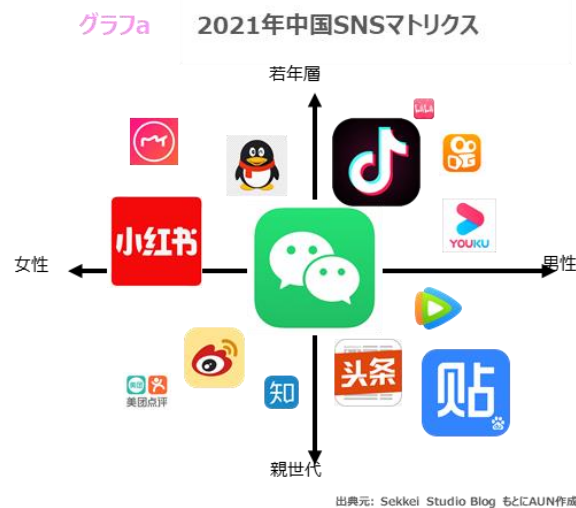 グラフa 2021年中国SNSマトリクス
若年層
小红书
YOUKU
女性
男性
头条
知
贴
美团
美团点评
親世代
出典元: Sekkei Studio Blog もとにAUN作成